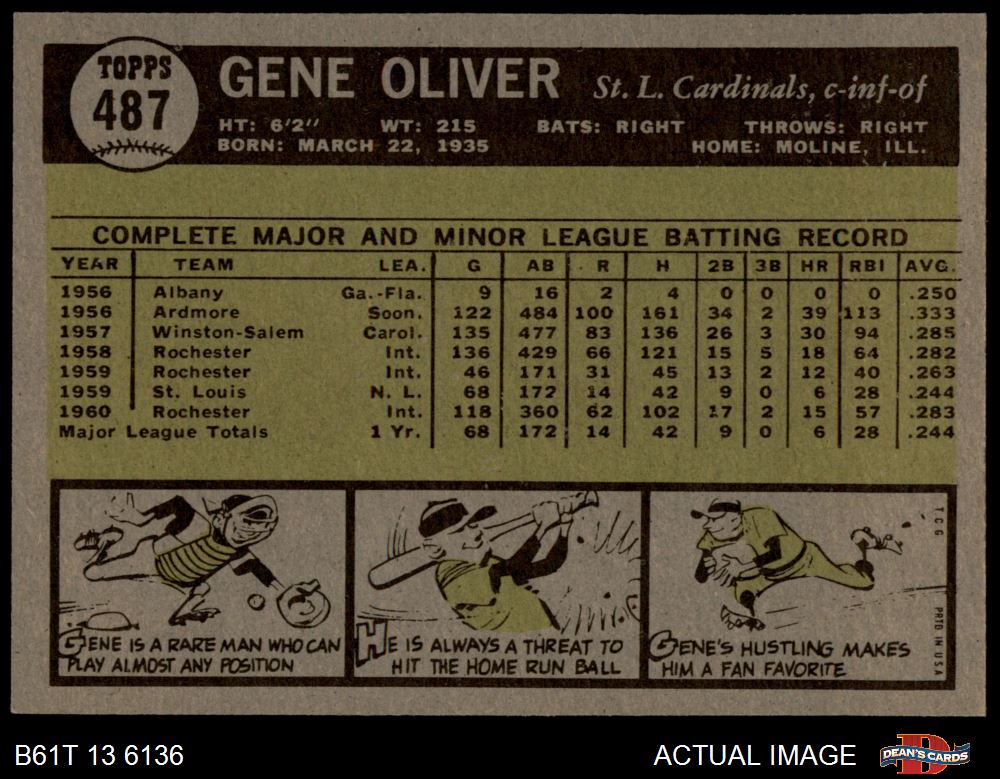 TOPPS
487
GENE OLIVER St. L. Cardinals, c-inf-of
HT: 6'2" WT: 215 BATS: RIGHT THROWS: RIGHT
BORN: MARCH 22, 1935 HOME: MOLINE, ILL.
COMPLETE MAJOR AND MINOR LEAGUE BATTING RECORD
YEAR TEAM LEA. G AB R H 2B 3B HR RBI AVG.
1956 Albany Ga.-Fla. 9 16 2 4 0 0 0 0 .250
1956 Ardmore Soon. 122 484 100 161 34 2 39 113 .333
1957 Winston-Salem Carol. 135 477 83 136 26 3 30 94 .285
1958 Rochester Int. 136 429 66 121 15 5 18 64 .282
1959 Rochester Int. 46 171 31 45 13 2 12 40 .263
1959 St. Louis N. L. 68 172 14 42 9 0 6 28 .244
1960 Rochester Int. 118 360 62 102 17 2 15 57 .283
Major League Totals 1 Yr. 68 172 14 42 9 0 6 28 .244
GENE IS A RARE MAN WHO CAN
PLAY ALMOST ANY POSITION
HE IS ALWAYS A THREAT TO
HIT THE HOME RUN BALL
GENE'S HUSTLING MAKES
HIM A FAN FAVORITE
T.C.G. PRTD IN U.S.A.
B61T 13 6136 ACTUAL IMAGE DEAN'S CARDS